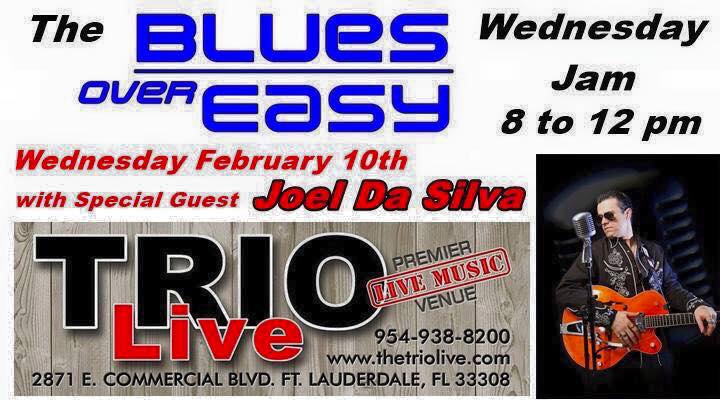 The BLUES over easy
Wednesday
Jam
8 to 12 pm
Wednesday February 10th
with Special Guest Joel Da Silva
TRIO
Live
PREMIER
LIVE MUSIC
VENUE
954-938-8200
www.thetriolive.com
2871 E. COMMERCIAL BLVD. FT. LAUDERDALE, FL 33308